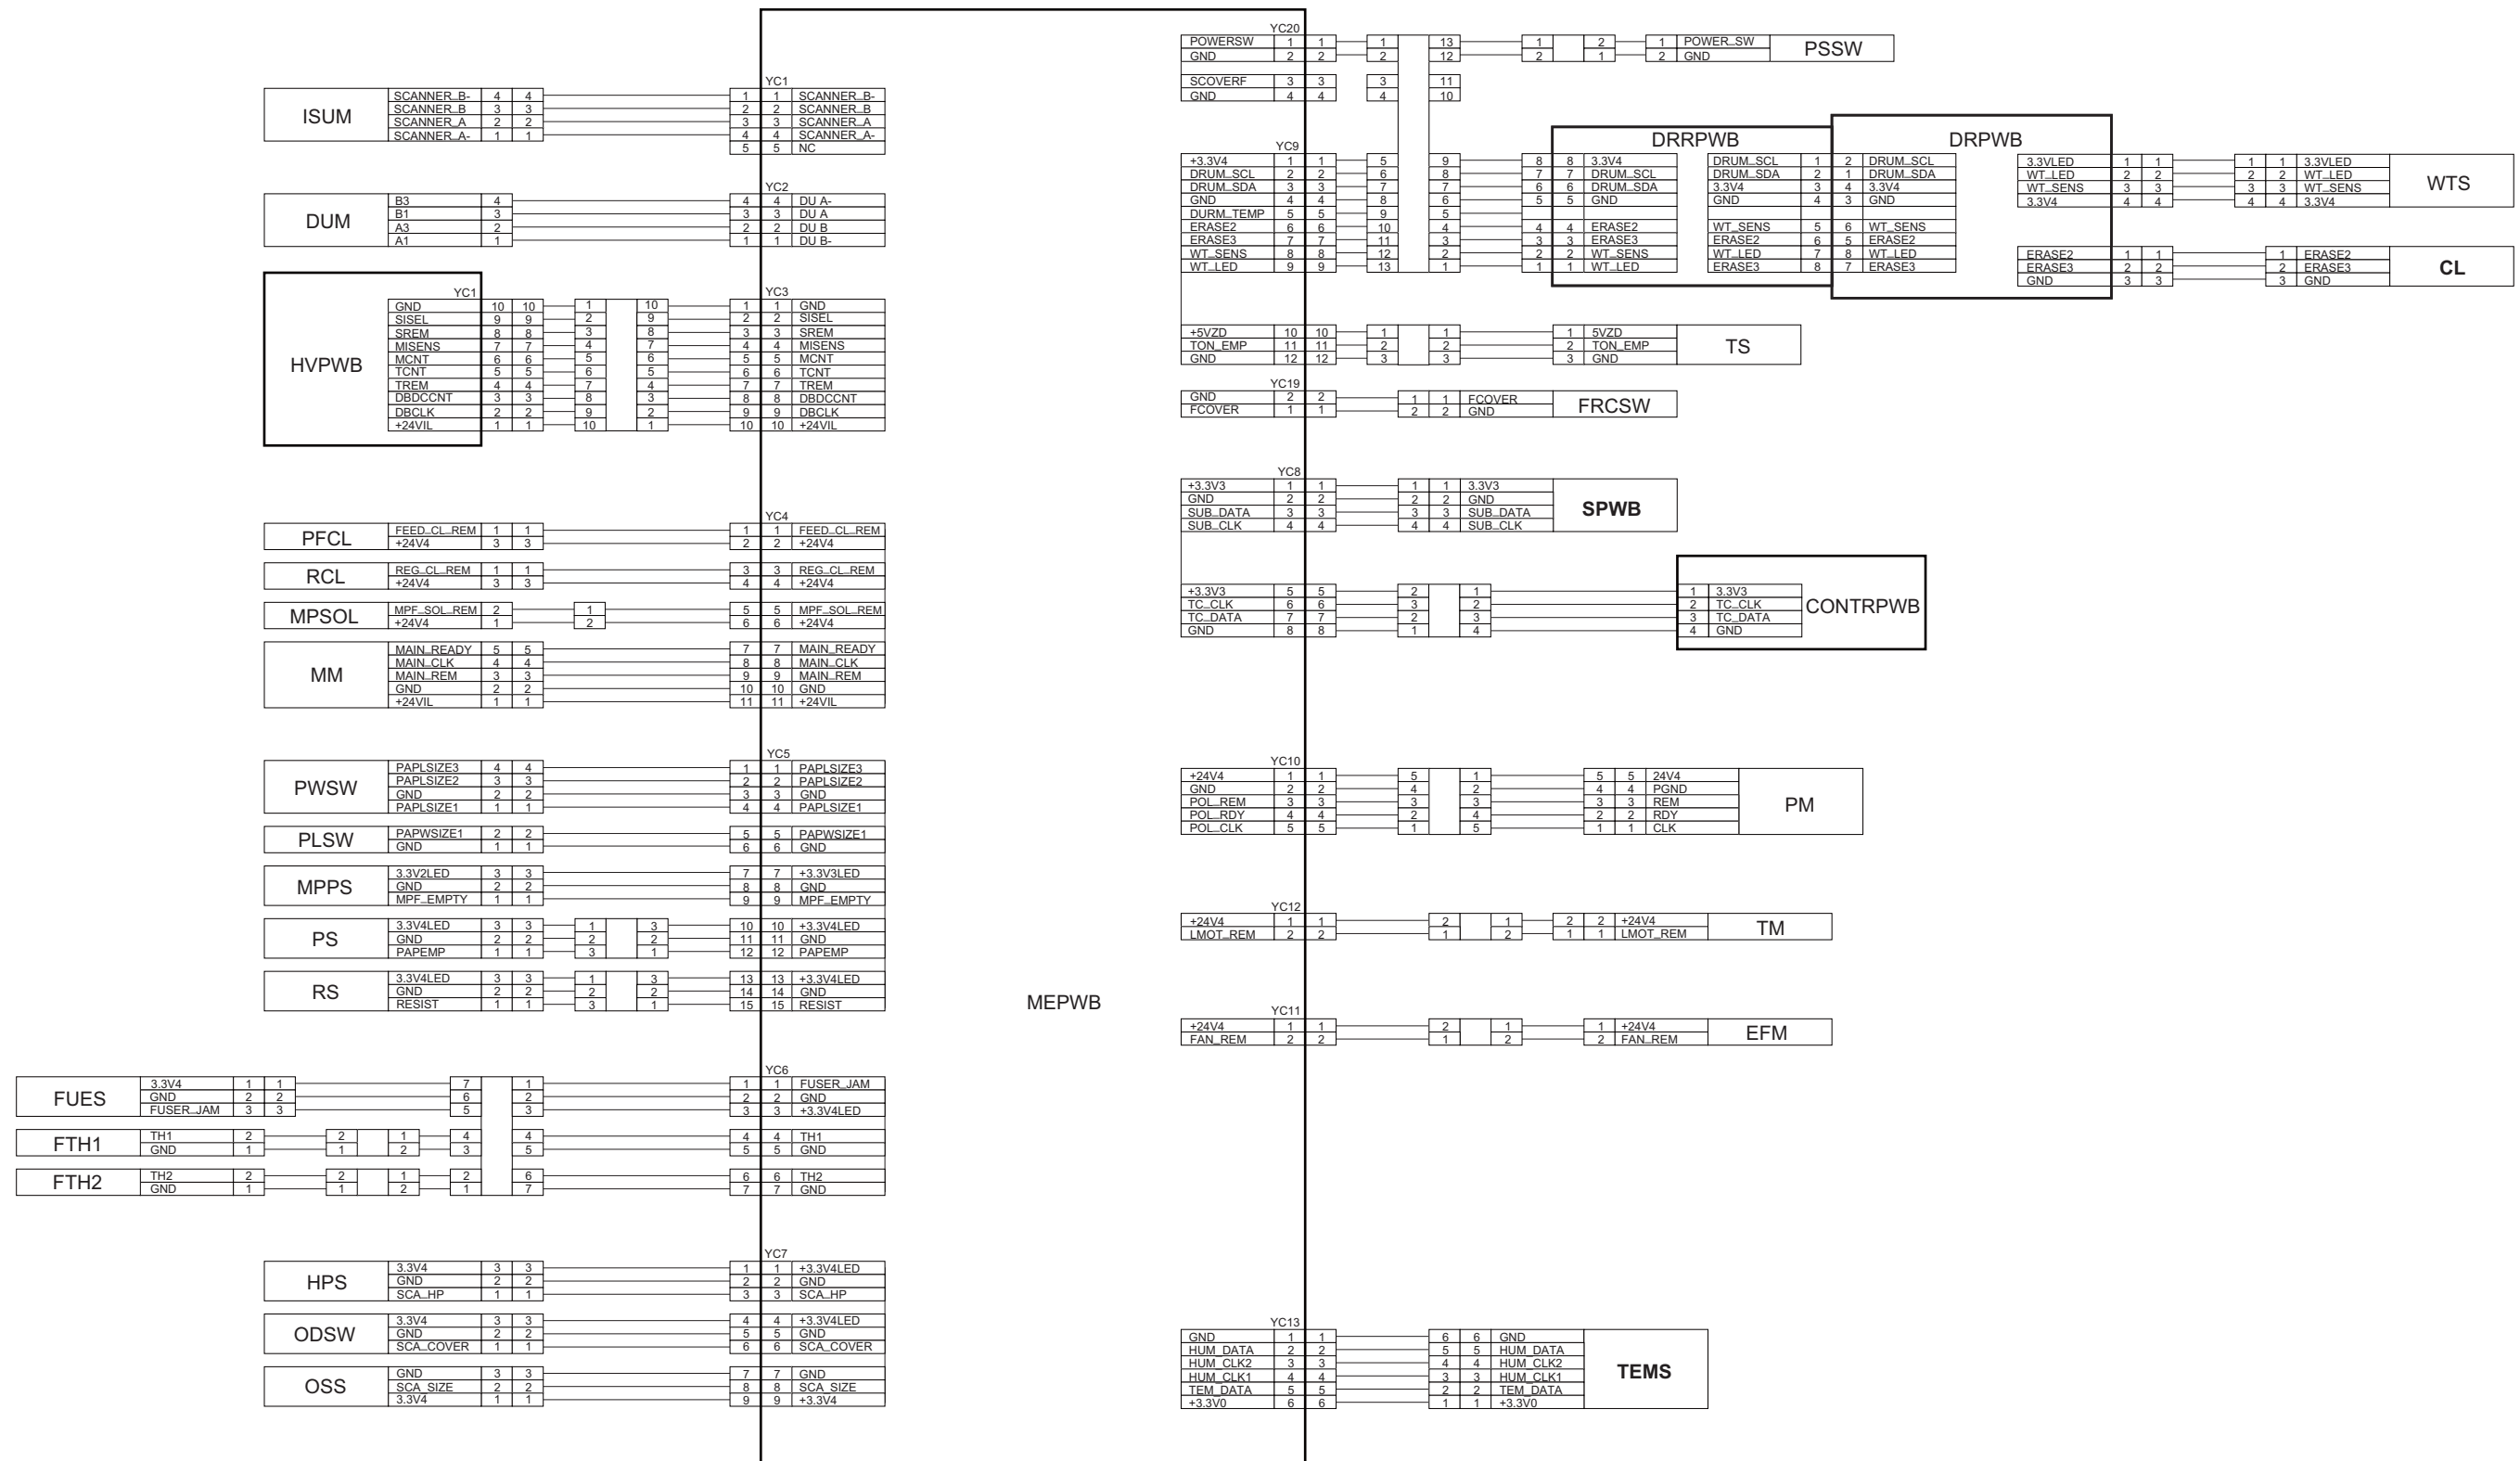 YC1
ISUM
SCANNER_B- 4 4 1 1 SCANNER_B-
SCANNER_B 3 3 2 2 SCANNER_B
SCANNER_A 2 2 3 3 SCANNER_A
SCANNER_A- 1 1 4 4 SCANNER_A-
5 5 NC
YC2
DUM
B3 4 4 4 DU A-
B1 3 3 3 DU A
A3 2 2 2 DU B
A1 1 1 1 DU B-
HVPWB
YC1 YC3
GND 10 10 1 10 1 1 GND
SISEL 9 9 2 9 2 2 SISEL
SREM 8 8 3 8 3 3 SREM
MISENS 7 7 4 7 4 4 MISENS
MCNT 6 6 5 6 5 5 MCNT
TCNT 5 5 6 5 6 6 TCNT
TREM 4 4 7 4 7 7 TREM
DBDCCNT 3 3 8 3 8 8 DBDCCNT
DBCLK 2 2 9 2 9 9 DBCLK
+24VIL 1 1 10 1 10 10 +24VIL
YC4
PFCL
FEED_CL_REM 1 1 1 1 FEED_CL_REM
+24V4 3 3 2 2 +24V4
RCL
REG_CL_REM 1 1 3 3 REG_CL_REM
+24V4 3 3 4 4 +24V4
MPSOL
MPF_SOL_REM 2 1 5 5 MPF_SOL_REM
+24V4 1 2 6 6 +24V4
MM
MAIN_READY 5 5 7 7 MAIN_READY
MAIN_CLK 4 4 8 8 MAIN_CLK
MAIN_REM 3 3 9 9 MAIN_REM
GND 2 2 10 10 GND
+24VIL 1 1 11 11 +24VIL
YC5
PWSW
PAPLSIZE3 4 4 1 1 PAPLSIZE3
PAPLSIZE2 3 3 2 2 PAPLSIZE2
GND 2 2 3 3 GND
PAPLSIZE1 1 1 4 4 PAPLSIZE1
PLSW
PAPWSIZE1 2 2 5 5 PAPWSIZE1
GND 1 1 6 6 GND
MPPS
3.3V2LED 3 3 7 7 +3.3V3LED
GND 2 2 8 8 GND
MPF_EMPTY 1 1 9 9 MPF_EMPTY
PS
3.3V4LED 3 3 1 3 10 10 +3.3V4LED
GND 2 2 2 2 11 11 GND
PAPEMP 1 1 3 1 12 12 PAPEMP
RS
3.3V4LED 3 3 1 3 13 13 +3.3V4LED
GND 2 2 2 2 14 14 GND
RESIST 1 1 3 1 15 15 RESIST
YC6
FUES
3.3V4 1 1 7 1 1 1 FUSER_JAM
GND 2 2 6 2 2 2 GND
FUSER_JAM 3 3 5 3 3 3 +3.3V4LED
FTH1
TH1 2 2 1 4 4 4 4 TH1
GND 1 1 2 3 5 5 5 GND
FTH2
TH2 2 2 1 2 6 6 6 TH2
GND 1 1 2 1 7 7 7 GND
YC7
HPS
3.3V4 3 3 1 1 +3.3V4LED
GND 2 2 2 2 GND
SCA_HP 1 1 3 3 SCA_HP
ODSW
3.3V4 3 3 4 4 +3.3V4LED
GND 2 2 5 5 GND
SCA_COVER 1 1 6 6 SCA_COVER
OSS
GND 3 3 7 7 GND
SCA_SIZE 2 2 8 8 SCA_SIZE
3.3V4 1 1 9 9 +3.3V4
MEPWB
YC20
POWERSW 1 1 1 13 1 2 1 POWER_SW
GND 2 2 2 12 2 1 2 GND
PSSW
SCOVERF 3 3 3 11
GND 4 4 4 10
DRRPWB DRPWB
YC9
+3.3V4 1 1 5 9 8 8 3.3V4 DRUM_SCL 1 2 DRUM_SCL 3.3VLED 1 1 1 1 3.3VLED
DRUM_SCL 2 2 6 8 7 7 DRUM_SCL DRUM_SDA 2 1 DRUM_SDA WT_LED 2 2 2 2 WT_LED
DRUM_SDA 3 3 7 7 6 6 DRUM_SDA 3.3V4 3 4 3.3V4 WT_SENS 3 3 3 3 WT_SENS
GND 4 4 8 6 5 5 GND GND 4 3 GND 3.3V4 4 4 4 4 3.3V4
WTS
DURM_TEMP 5 5 9 5
ERASE2 6 6 10 4 4 4 ERASE2 WT_SENS 5 6 WT_SENS
ERASE3 7 7 11 3 3 3 ERASE3 ERASE2 6 5 ERASE2
WT_SENS 8 8 12 2 2 2 WT_SENS WT_LED 7 8 WT_LED ERASE2 1 1 1 ERASE2
WT_LED 9 9 13 1 1 1 WT_LED ERASE3 8 7 ERASE3 ERASE3 2 2 2 ERASE3
GND 3 3 3 GND
CL
+5VZD 10 10 1 1 1 5VZD
TON_EMP 11 11 2 2 2 TON_EMP
GND 12 12 3 3 3 GND
TS
YC19
GND 2 2 1 1 FCOVER
FCOVER 1 1 2 2 GND
FRCSW
YC8
+3.3V3 1 1 1 1 3.3V3
GND 2 2 2 2 GND
SUB_DATA 3 3 3 3 SUB_DATA
SUB_CLK 4 4 4 4 SUB_CLK
SPWB
+3.3V3 5 5 2 1 1 3.3V3
TC_CLK 6 6 3 2 2 TC_CLK
TC_DATA 7 7 2 3 3 TC_DATA
GND 8 8 1 4 4 GND
CONTRPWB
YC10
+24V4 1 1 5 1 5 5 24V4
GND 2 2 4 2 4 4 PGND
POL_REM 3 3 3 3 3 3 REM
POL_RDY 4 4 2 4 2 2 RDY
POL_CLK 5 5 1 5 1 1 CLK
PM
YC12
+24V4 1 1 2 1 2 2 +24V4
LMOT_REM 2 2 1 2 1 1 LMOT_REM
TM
YC11
+24V4 1 1 2 1 1 +24V4
FAN_REM 2 2 1 2 2 FAN_REM
EFM
YC13
GND 1 1 6 6 GND
HUM_DATA 2 2 5 5 HUM_DATA
HUM_CLK2 3 3 4 4 HUM_CLK2
HUM_CLK1 4 4 3 3 HUM_CLK1
TEM_DATA 5 5 2 2 TEM_DATA
+3.3V0 6 6 1 1 +3.3V0
TEMS